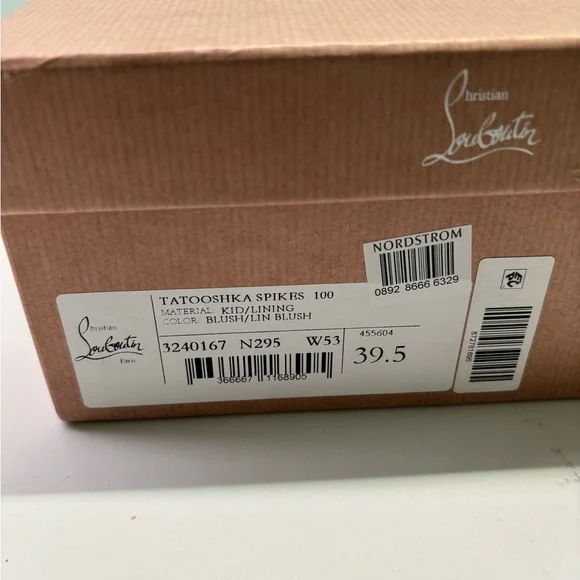 Christian
Louboutin
NORDSTROM
0892 8666 6329
TATOOSHKA SPIKES 100
MATERIAL: KID/LINING
COLOR: BLUSH/LIN BLUSH
Christian
Louboutin
Paris
3240167 N295 W53
366667 1168905
455604
39.5